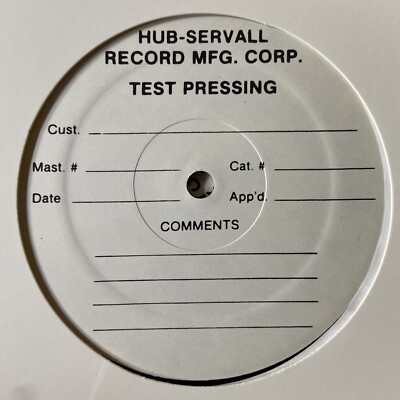 HUB-SERVALL
RECORD MFG. CORP.
TEST PRESSING
Cust.
Mast. # Cat. #
Date App'd.
COMMENTS